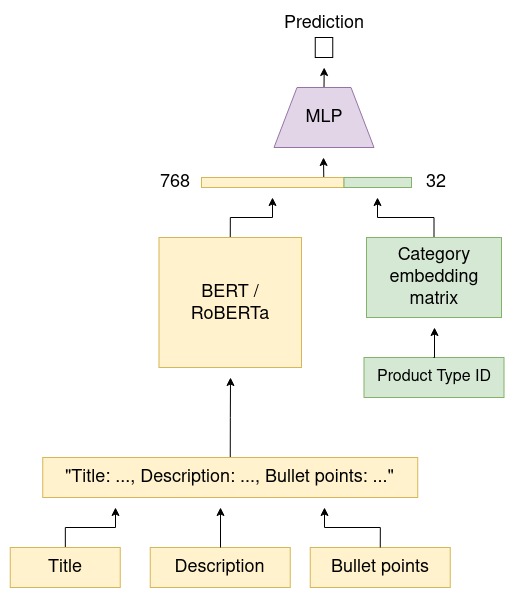 Prediction
MLP
768
32
BERT /
RoBERTa
Category
embedding
matrix
Product Type ID
"Title: ..., Description: ..., Bullet points: ..."
Title
Description
Bullet points